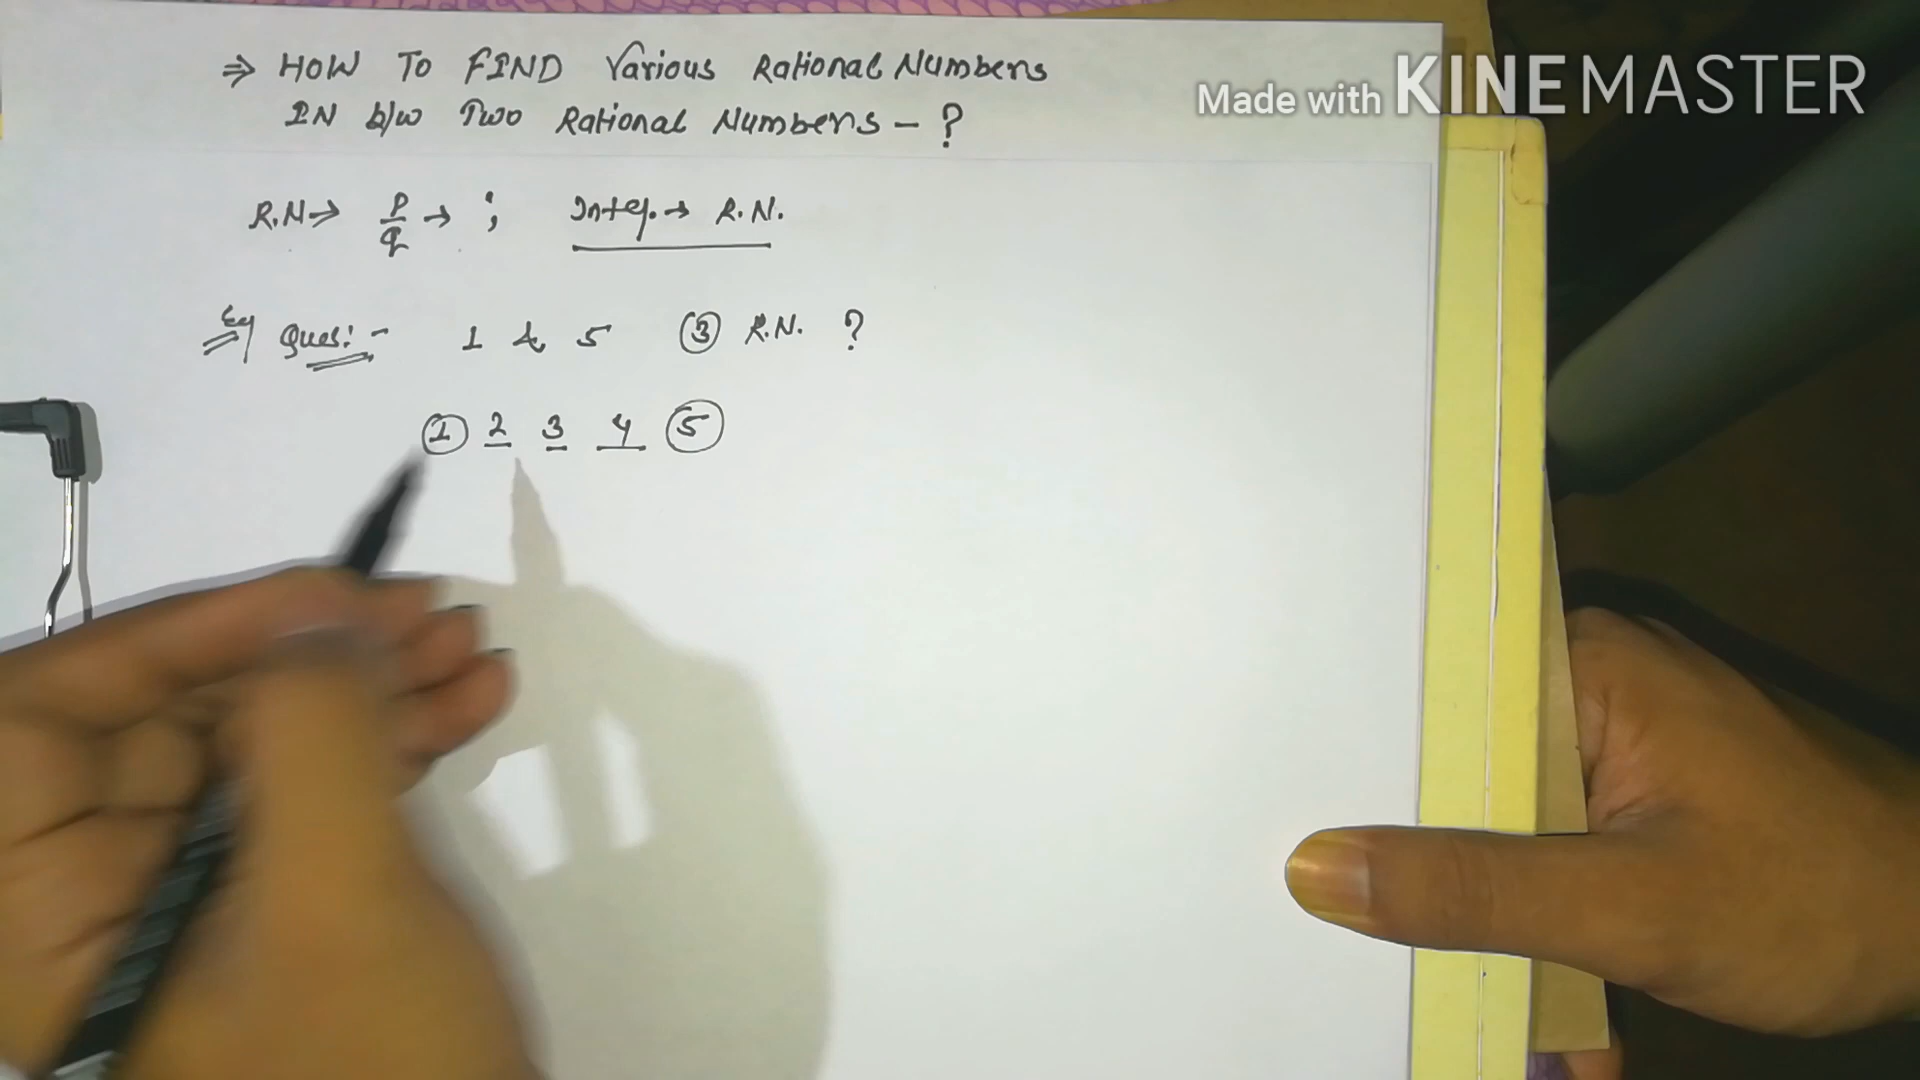 ⇒ HOW TO FIND Various Rational Numbers
IN b/w Two Rational Numbers - ?
Made with KINEMASTER
R.N → p/q → ; Integ. → R.N.
Eg Ques:- 1 & 5 ③ R.N. ?
① 2 3 4 ⑤